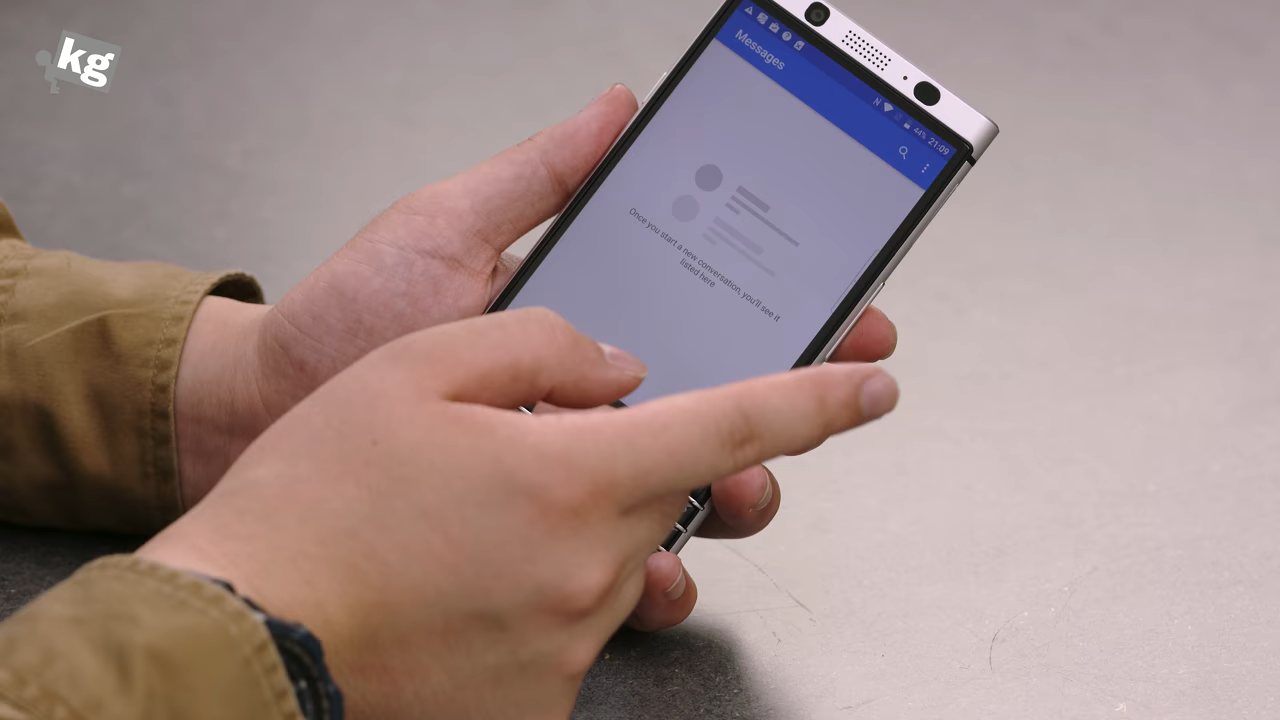 kg
Messages
N
44% 21:09
Once you start a new conversation, you'll see it
listed here